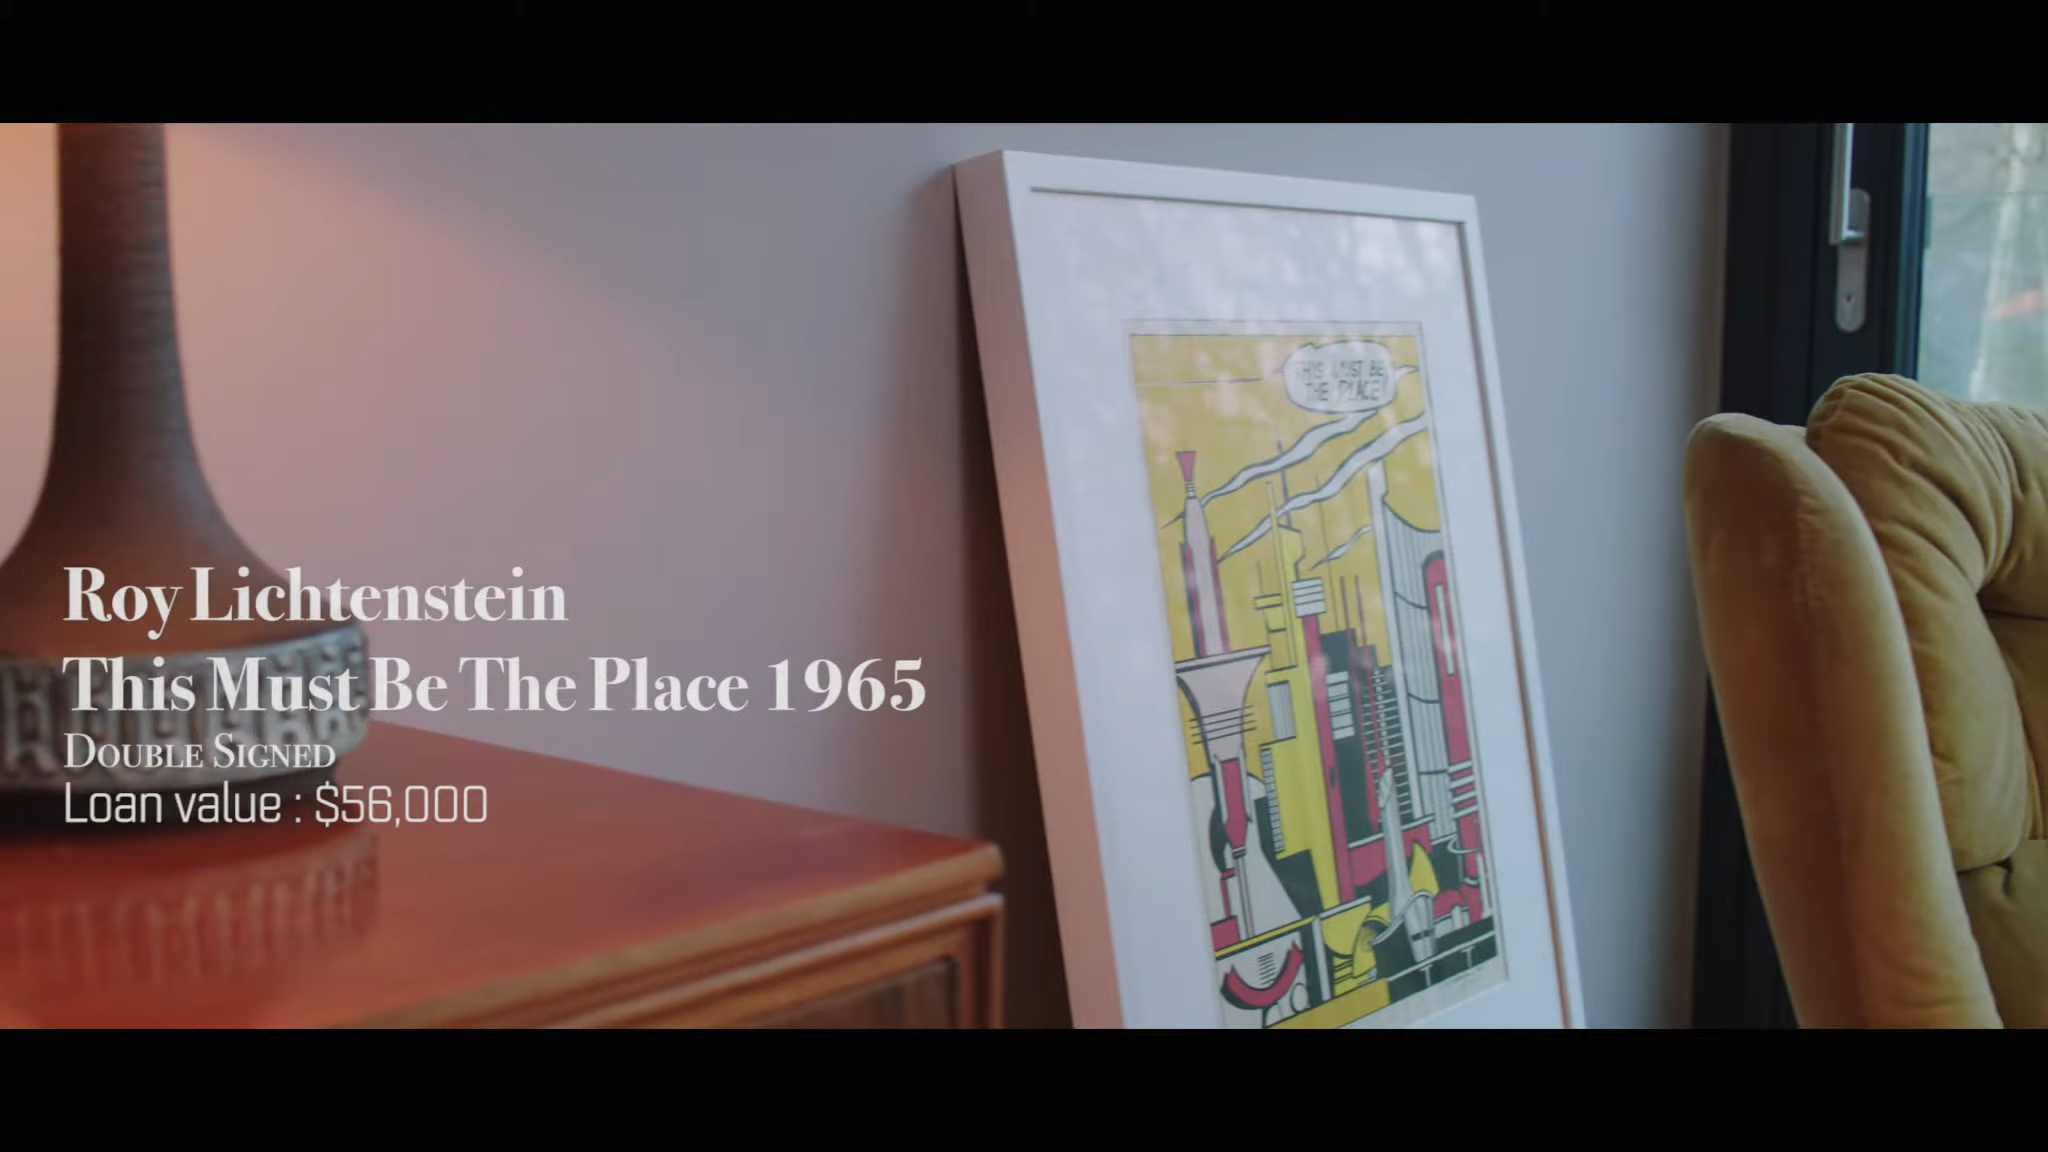 THIS MUST BE
THE PLACE
Roy Lichtenstein
This Must Be The Place 1965
Double Signed
Loan value : $56,000